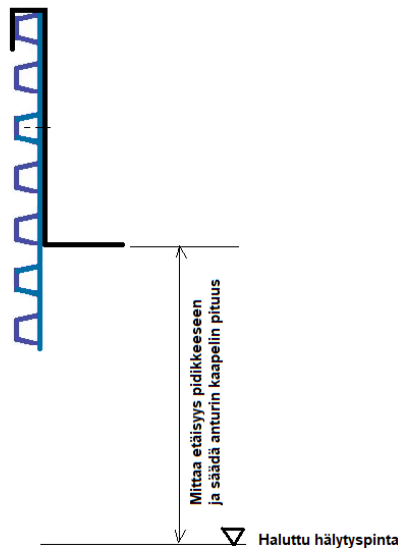 Mittaa etäisyys pidikkeeseen
ja säädä anturin kaapelin pituus
Haluttu hälytyspinta